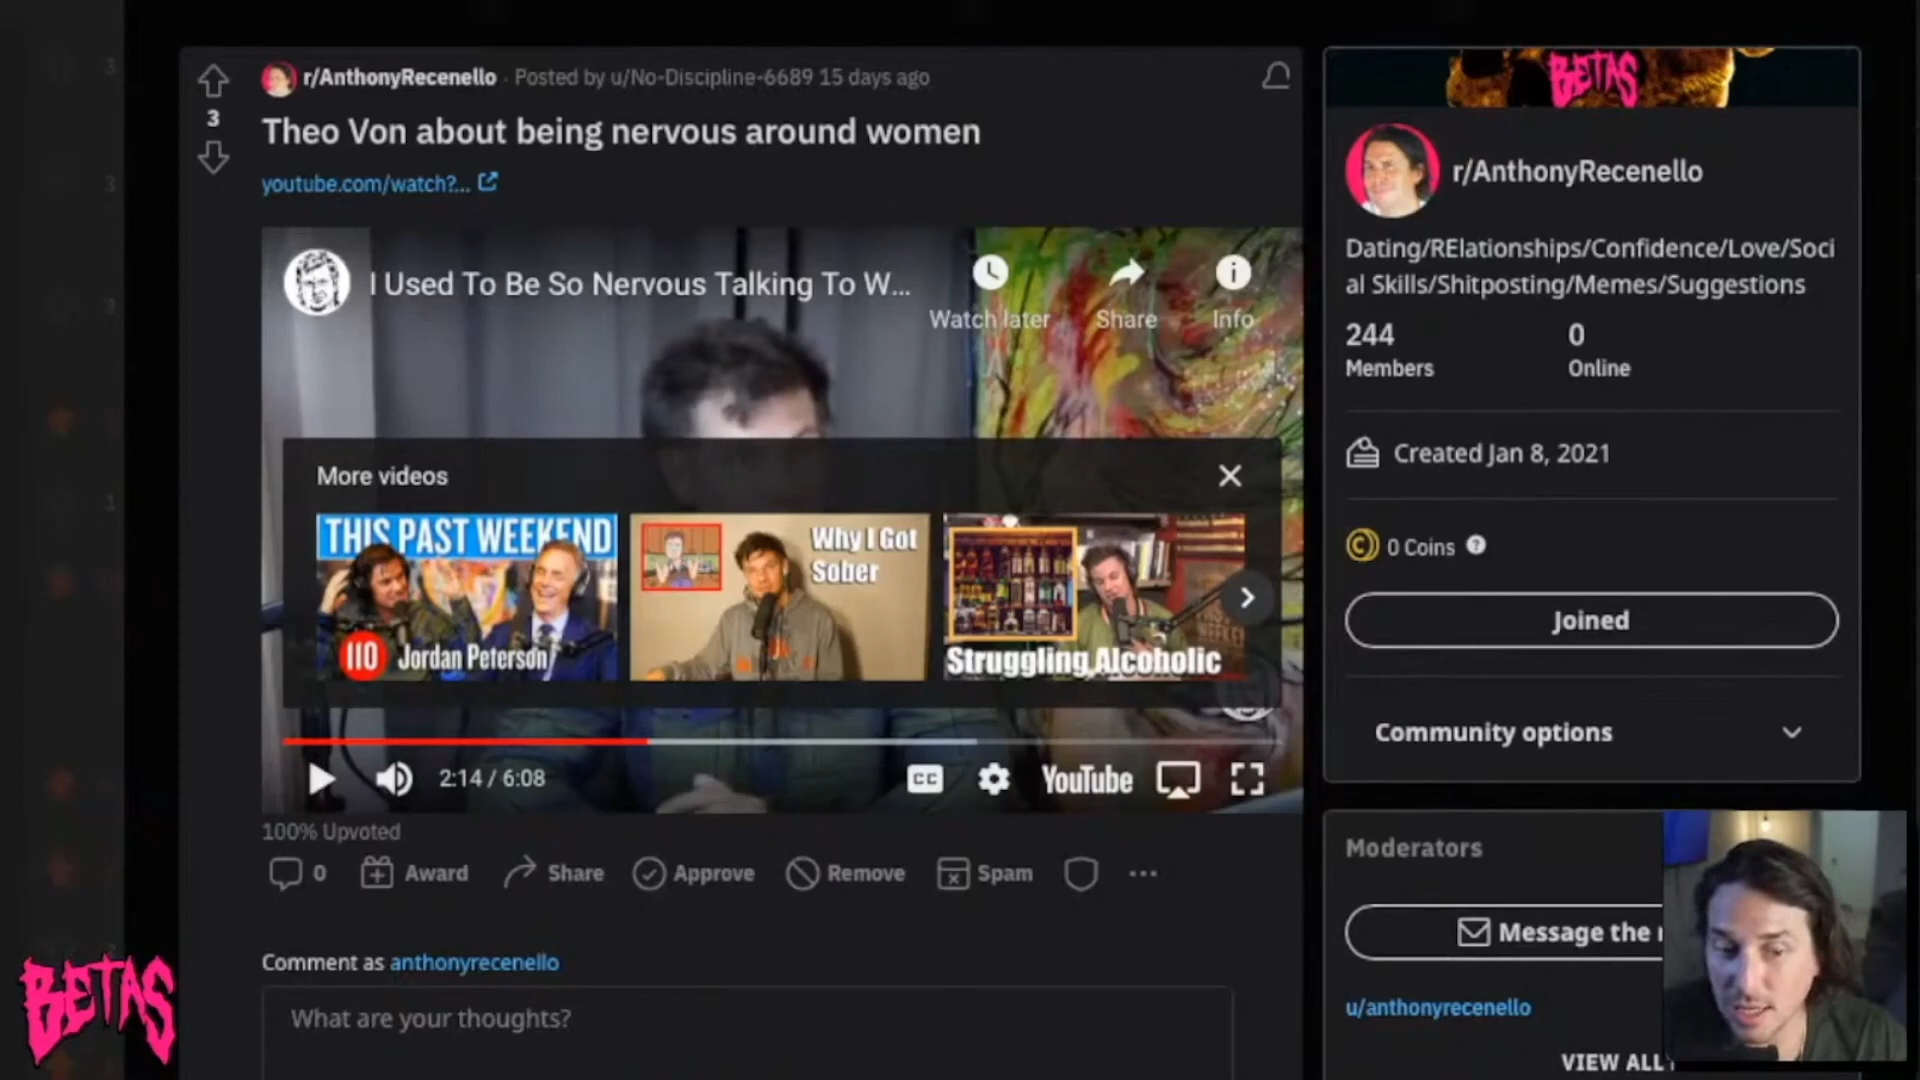 r/AnthonyRecenello · Posted by u/No-Discipline-6689 15 days ago
3
Theo Von about being nervous around women
youtube.com/watch?...
I Used To Be So Nervous Talking To W...
Watch later
Share
Info
More videos
THIS PAST WEEKEND
110
Jordan Peterson
Why I Got
Sober
Struggling Alcoholic
2:14 / 6:08
CC
YouTube
100% Upvoted
0
Award
Share
Approve
Remove
Spam
Comment as anthonyrecenello
What are your thoughts?
BETAS
BETAS
r/AnthonyRecenello
Dating/RElationships/Confidence/Love/Soci
al Skills/Shitposting/Memes/Suggestions
244
Members
0
Online
Created Jan 8, 2021
0 Coins
Joined
Community options
Moderators
Message the
u/anthonyrecenello
VIEW ALL